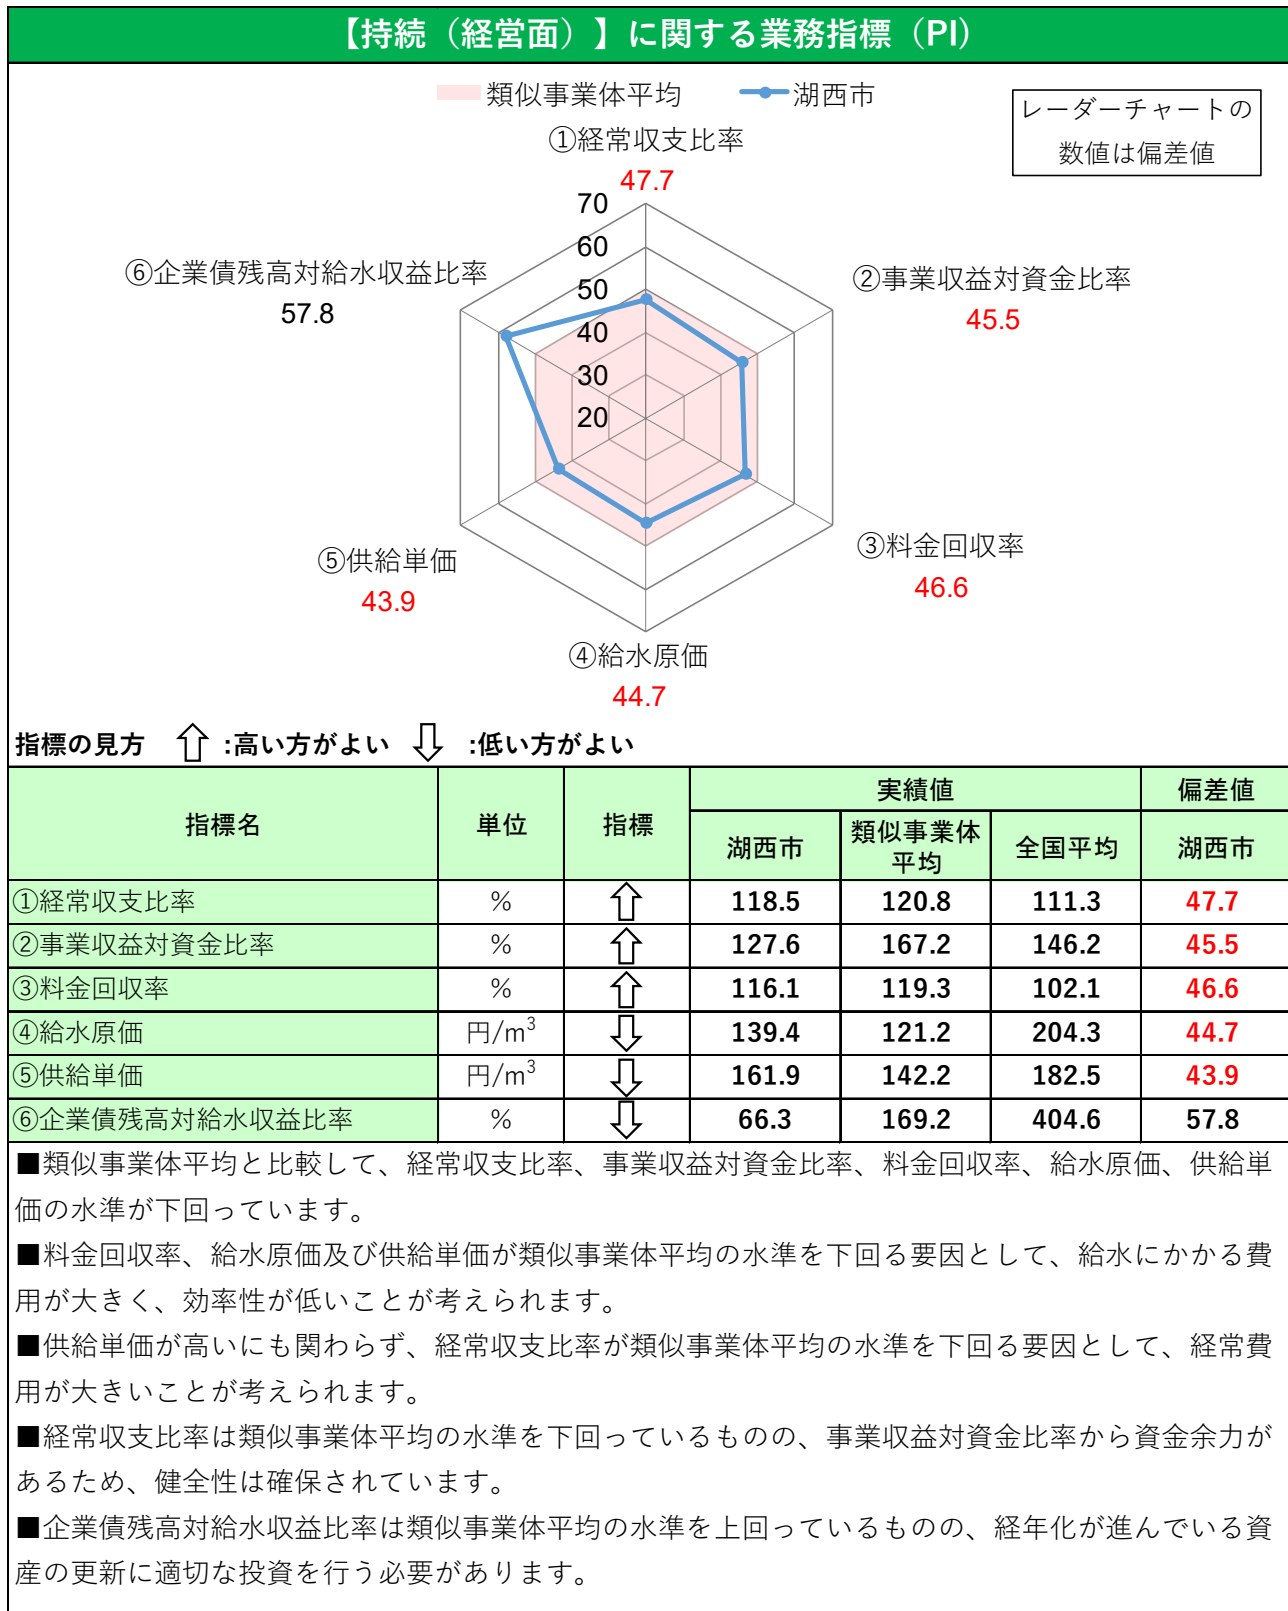 【持続（経営面）】に関する業務指標（PI）
類似事業体平均
湖西市
レーダーチャートの
数値は偏差値
①経常収支比率
47.7
70
60
50
40
30
20
⑥企業債残高対給水収益比率
57.8
②事業収益対資金比率
45.5
⑤供給単価
43.9
③料金回収率
46.6
④給水原価
44.7
指標の見方 ⇧ :高い方がよい ⇩ :低い方がよい
指標名 単位 指標 実績値 偏差値
湖西市 類似事業体平均 全国平均 湖西市
①経常収支比率 % ⇧ 118.5 120.8 111.3 47.7
②事業収益対資金比率 % ⇧ 127.6 167.2 146.2 45.5
③料金回収率 % ⇧ 116.1 119.3 102.1 46.6
④給水原価 円/m³ ⇩ 139.4 121.2 204.3 44.7
⑤供給単価 円/m³ ⇩ 161.9 142.2 182.5 43.9
⑥企業債残高対給水収益比率 % ⇩ 66.3 169.2 404.6 57.8
■類似事業体平均と比較して、経常収支比率、事業収益対資金比率、料金回収率、給水原価、供給単
価の水準が下回っています。
■料金回収率、給水原価及び供給単価が類似事業体平均の水準を下回る要因として、給水にかかる費
用が大きく、効率性が低いことが考えられます。
■供給単価が高いにも関わらず、経常収支比率が類似事業体平均の水準を下回る要因として、経常費
用が大きいことが考えられます。
■経常収支比率は類似事業体平均の水準を下回っているものの、事業収益対資金比率から資金余力が
あるため、健全性は確保されています。
■企業債残高対給水収益比率は類似事業体平均の水準を上回っているものの、経年化が進んでいる資
産の更新に適切な投資を行う必要があります。